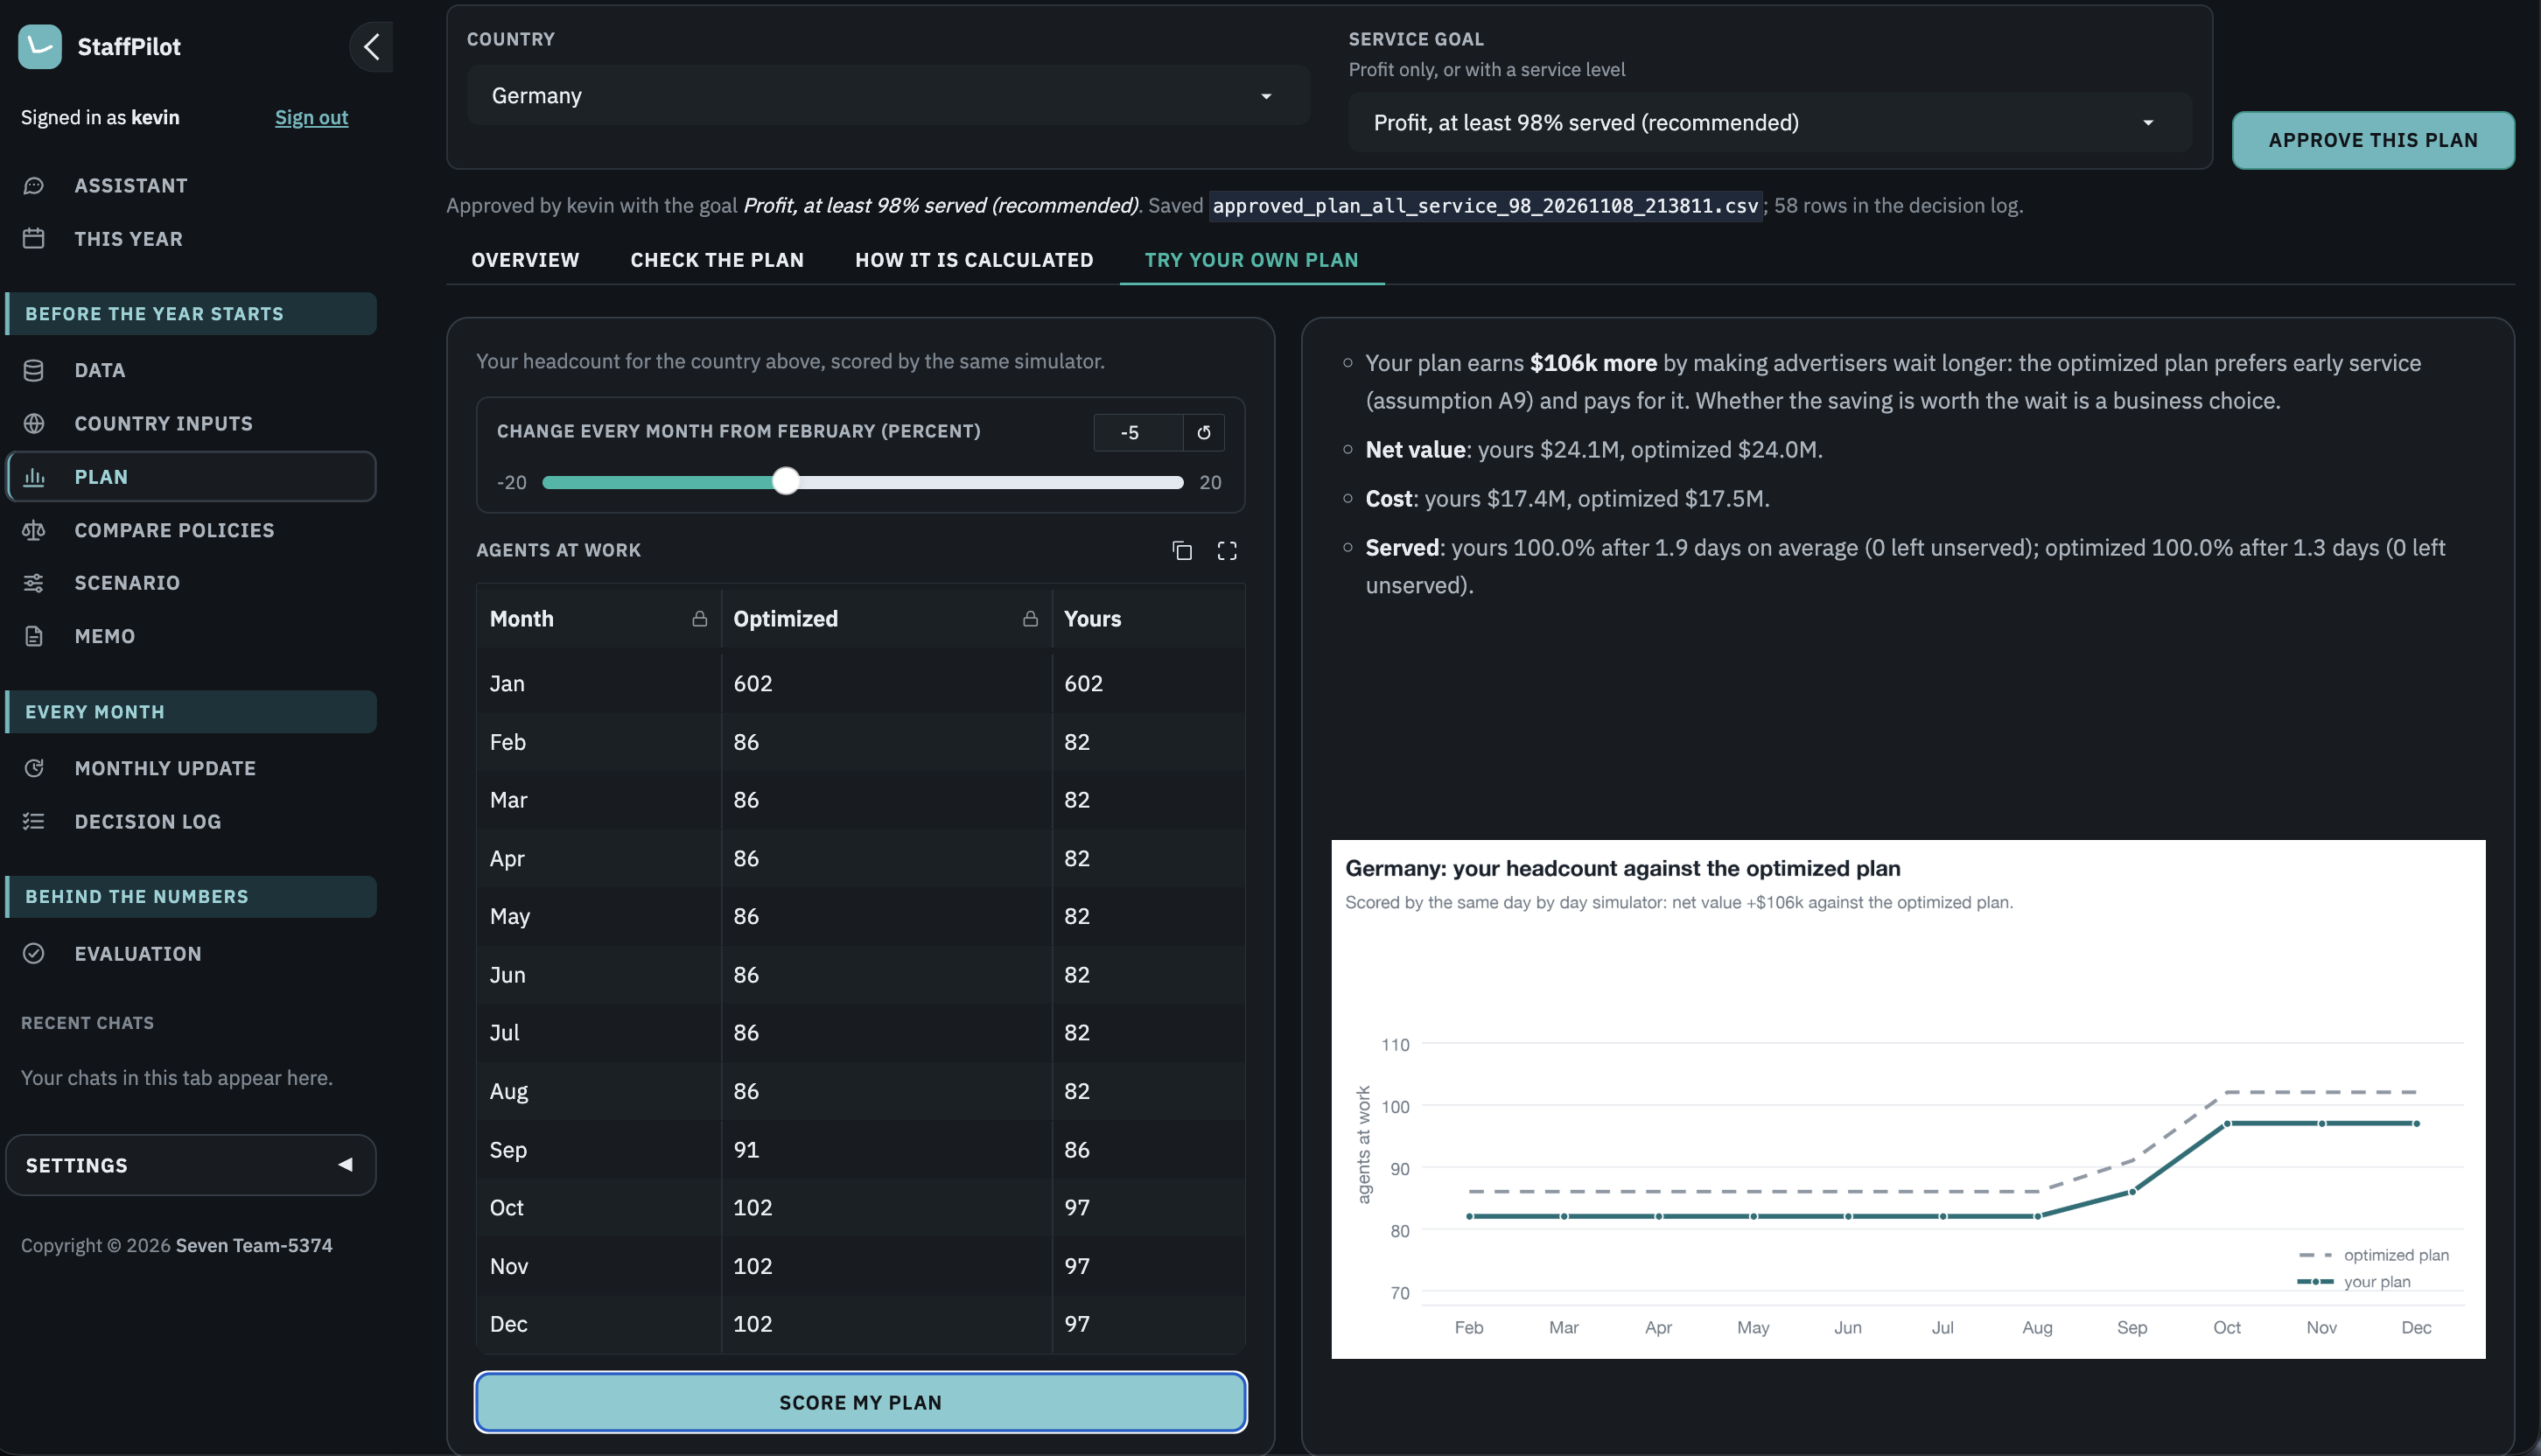 StaffPilot
Signed in as kevin
Sign out
ASSISTANT
THIS YEAR
BEFORE THE YEAR STARTS
DATA
COUNTRY INPUTS
PLAN
COMPARE POLICIES
SCENARIO
MEMO
EVERY MONTH
MONTHLY UPDATE
DECISION LOG
BEHIND THE NUMBERS
EVALUATION
RECENT CHATS
Your chats in this tab appear here.
SETTINGS
Copyright © 2026 Seven Team-5374
COUNTRY
Germany
SERVICE GOAL
Profit only, or with a service level
Profit, at least 98% served (recommended)
APPROVE THIS PLAN
Approved by kevin with the goal Profit, at least 98% served (recommended). Saved approved_plan_all_service_98_20261108_213811.csv; 58 rows in the decision log.
OVERVIEW CHECK THE PLAN HOW IT IS CALCULATED TRY YOUR OWN PLAN
Your headcount for the country above, scored by the same simulator.
CHANGE EVERY MONTH FROM FEBRUARY (PERCENT) -5
-20 20
AGENTS AT WORK
Month Optimized Yours
Jan 602 602
Feb 86 82
Mar 86 82
Apr 86 82
May 86 82
Jun 86 82
Jul 86 82
Aug 86 82
Sep 91 86
Oct 102 97
Nov 102 97
Dec 102 97
SCORE MY PLAN
Your plan earns $106k more by making advertisers wait longer: the optimized plan prefers early service
(assumption A9) and pays for it. Whether the saving is worth the wait is a business choice.
Net value: yours $24.1M, optimized $24.0M.
Cost: yours $17.4M, optimized $17.5M.
Served: yours 100.0% after 1.9 days on average (0 left unserved); optimized 100.0% after 1.3 days (0 left
unserved).
Germany: your headcount against the optimized plan
Scored by the same day by day simulator: net value +$106k against the optimized plan.
agents at work
110
100
90
80
70
optimized plan
your plan
Feb Mar Apr May Jun Jul Aug Sep Oct Nov Dec